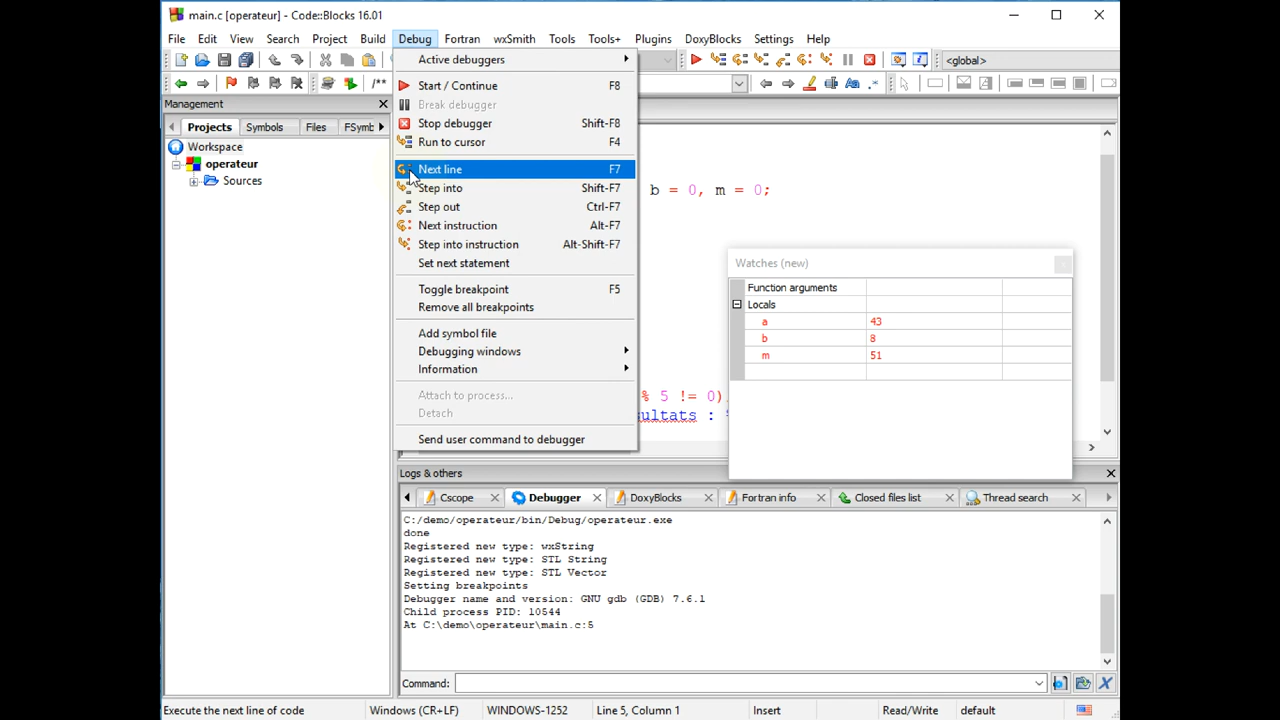 main.c [operateur] - Code::Blocks 16.01
File Edit View Search Project Build Debug Fortran wxSmith Tools Tools+ Plugins DoxyBlocks Settings Help
<global>
/**
Aa
Management
Projects Symbols Files FSymb
Workspace
operateur
Sources
Active debuggers
Start / Continue F8
Break debugger
Stop debugger Shift-F8
Run to cursor F4
Next line F7
Step into Shift-F7
Step out Ctrl-F7
Next instruction Alt-F7
Step into instruction Alt-Shift-F7
Set next statement
Toggle breakpoint F5
Remove all breakpoints
Add symbol file
Debugging windows
Information
Attach to process...
Detach
Send user command to debugger
b = 0, m = 0;
% 5 != 0)
sultats :
Watches (new)
Function arguments
Locals
a 43
b 8
m 51
Logs & others
Cscope Debugger DoxyBlocks Fortran info Closed files list Thread search
C:/demo/operateur/bin/Debug/operateur.exe
done
Registered new type: wxString
Registered new type: STL String
Registered new type: STL Vector
Setting breakpoints
Debugger name and version: GNU gdb (GDB) 7.6.1
Child process PID: 10544
At C:\demo\operateur\main.c:5
Command:
Execute the next line of code Windows (CR+LF) WINDOWS-1252 Line 5, Column 1 Insert Read/Write default